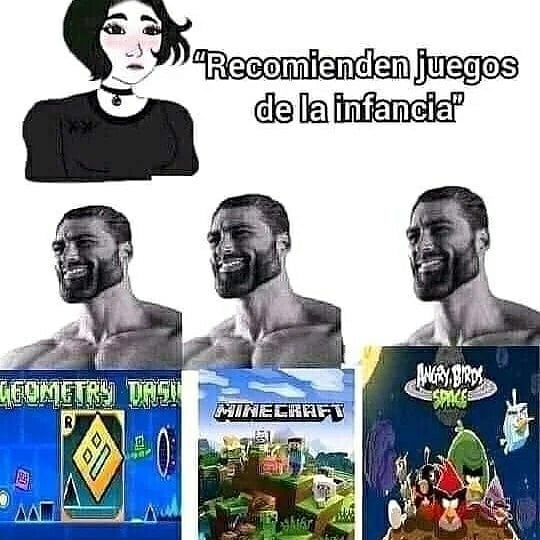 “Recomienden juegos
de la infancia”
GEOMETRY DASH
R
MINECRAFT
ANGRY BIRDS
SPACE